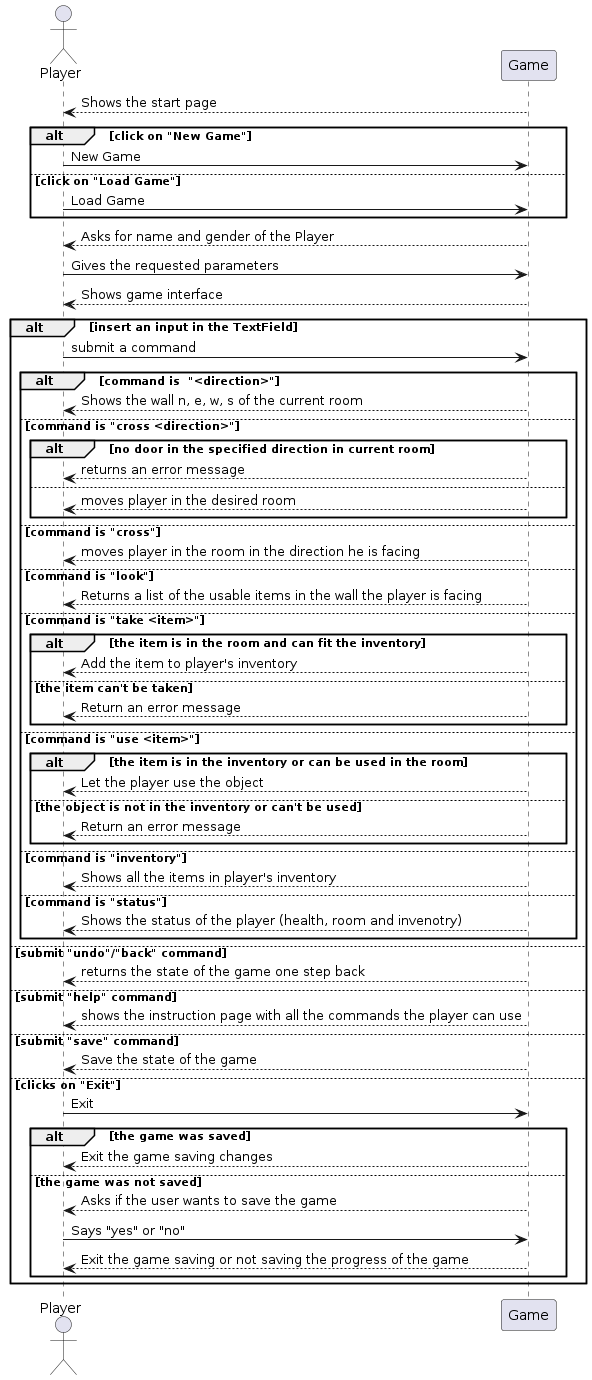 Player
Game
Shows the start page
alt [click on "New Game"]
New Game
[click on "Load Game"]
Load Game
Asks for name and gender of the Player
Gives the requested parameters
Shows game interface
alt [insert an input in the TextField]
submit a command
alt [command is "<direction>"]
Shows the wall n, e, w, s of the current room
[command is "cross <direction>"]
alt [no door in the specified direction in current room]
returns an error message
moves player in the desired room
[command is "cross"]
moves player in the room in the direction he is facing
[command is "look"]
Returns a list of the usable items in the wall the player is facing
[command is "take <item>"]
alt [the item is in the room and can fit the inventory]
Add the item to player's inventory
[the item can't be taken]
Return an error message
[command is "use <item>"]
alt [the item is in the inventory or can be used in the room]
Let the player use the object
[the object is not in the inventory or can't be used]
Return an error message
[command is "inventory"]
Shows all the items in player's inventory
[command is "status"]
Shows the status of the player (health, room and invenotry)
[submit "undo"/"back" command]
returns the state of the game one step back
[submit "help" command]
shows the instruction page with all the commands the player can use
[submit "save" command]
Save the state of the game
[clicks on "Exit"]
Exit
alt [the game was saved]
Exit the game saving changes
[the game was not saved]
Asks if the user wants to save the game
Says "yes" or "no"
Exit the game saving or not saving the progress of the game
Player
Game